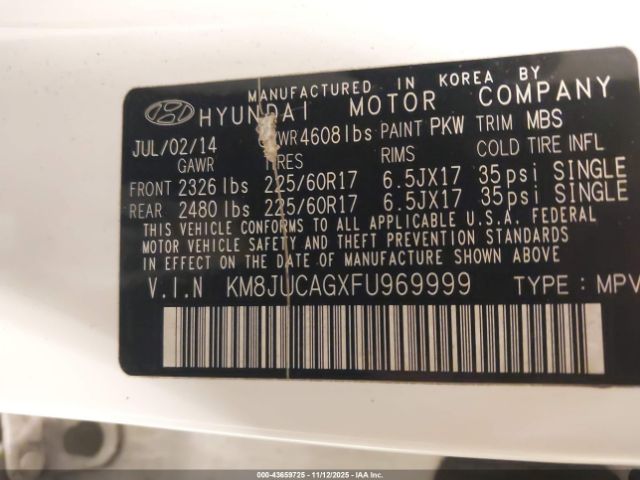 MANUFACTURED IN KOREA BY
HYUNDAI MOTOR COMPANY
JUL/02/14 GVWR 4608lbs PAINT PKW TRIM MBS
GAWR TIRES RIMS COLD TIRE INFL
FRONT 2326 lbs 225/60R17 6.5JX17 35psi SINGLE
REAR 2480 lbs 225/60R17 6.5JX17 35psi SINGLE
THIS VEHICLE CONFORMS TO ALL APPLICABLE U.S.A. FEDERAL
MOTOR VEHICLE SAFETY AND THEFT PREVENTION STANDARDS
IN EFFECT ON THE DATE OF MANUFACTURE SHOWN ABOVE
V.I.N KM8JUCAGXFU969999 TYPE : MPV
000-43659725 - 11/12/2025 - IAA, Inc.